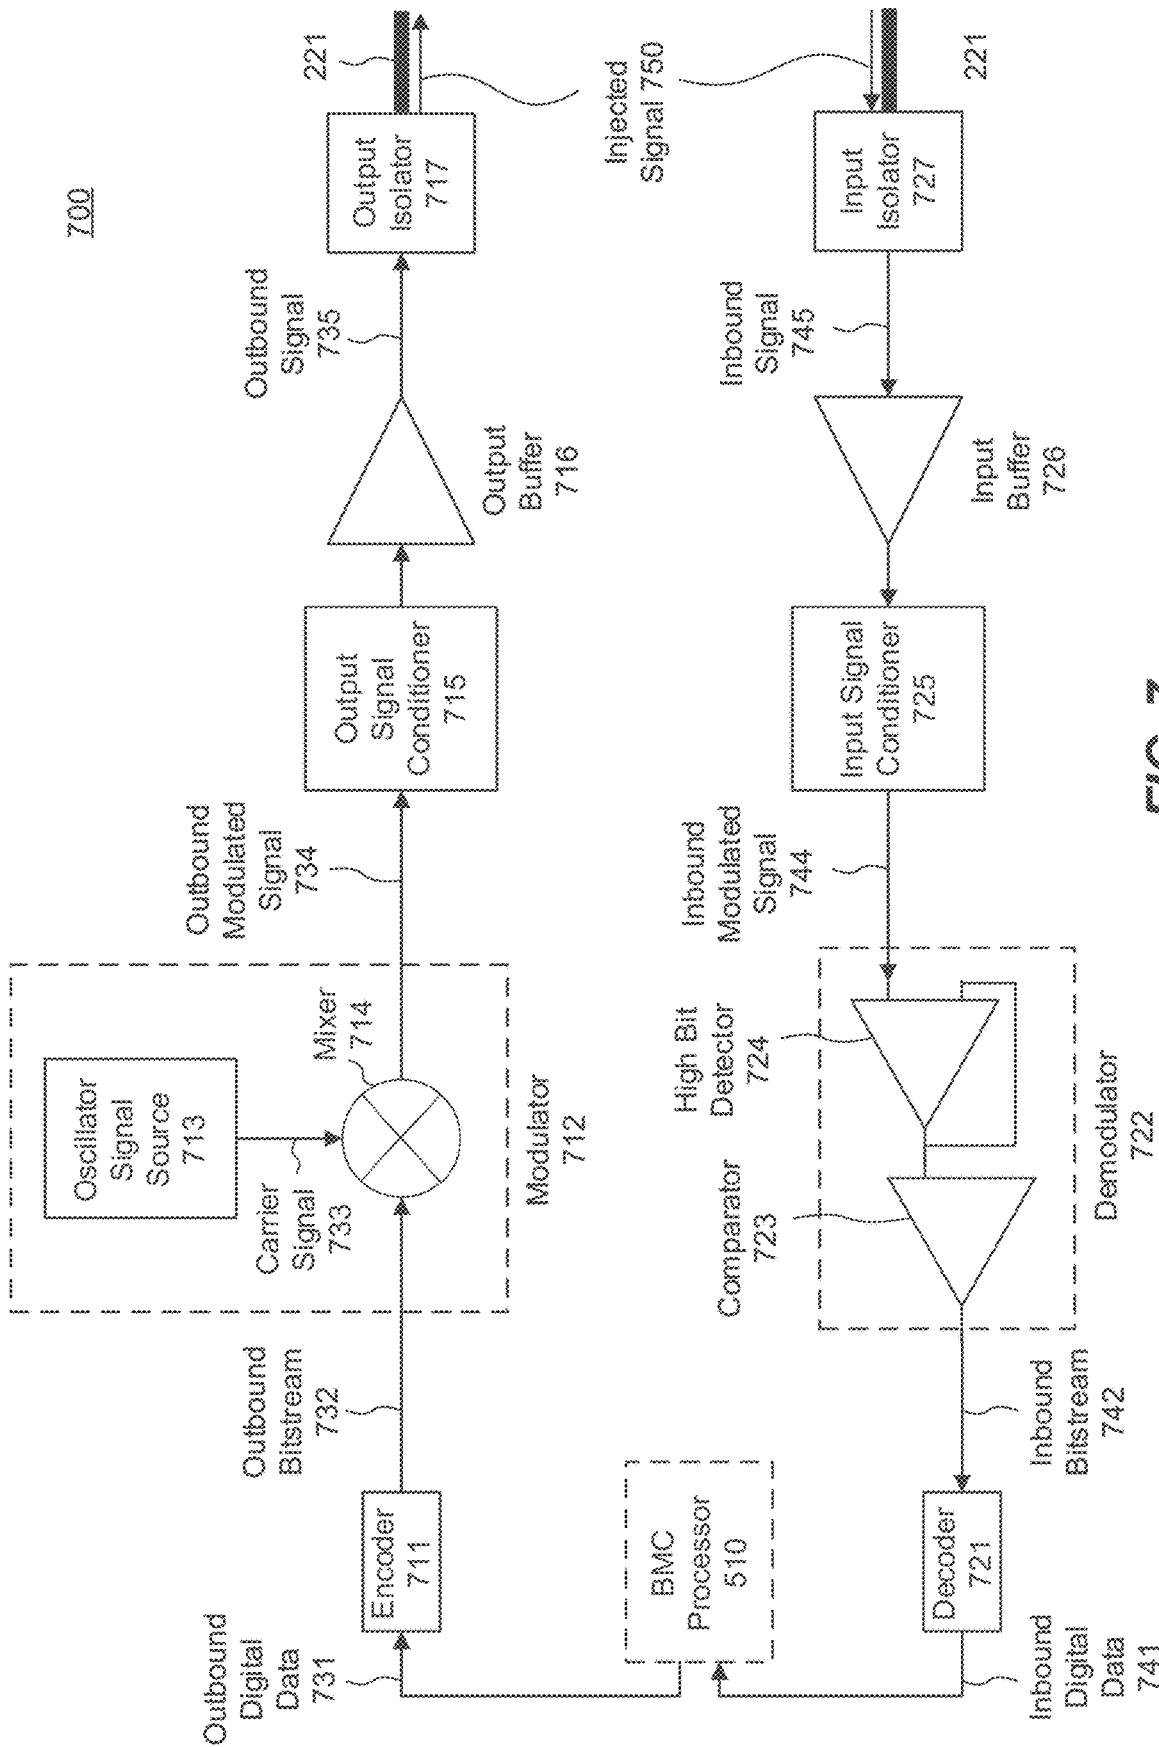 700
Oscillator
Signal
Source
713
Carrier
Signal
733
Mixer
714
Modulator
712
Outbound
Digital
Data
731
Encoder
711
Outbound
Bitstream
732
Outbound
Modulated
Signal
734
Output
Signal
Conditioner
715
Output
Buffer
716
Outbound
Signal
735
Output
Isolator
717
221
BMC
Processor
510
Injected
Signal 750
Inbound
Digital
Data
741
Decoder
721
Inbound
Bitstream
742
Comparator
723
High Bit
Detector
724
Demodulator
722
Inbound
Modulated
Signal
744
Input Signal
Conditioner
725
Input
Buffer
726
Inbound
Signal
745
Input
Isolator
727
221
FIG. 7